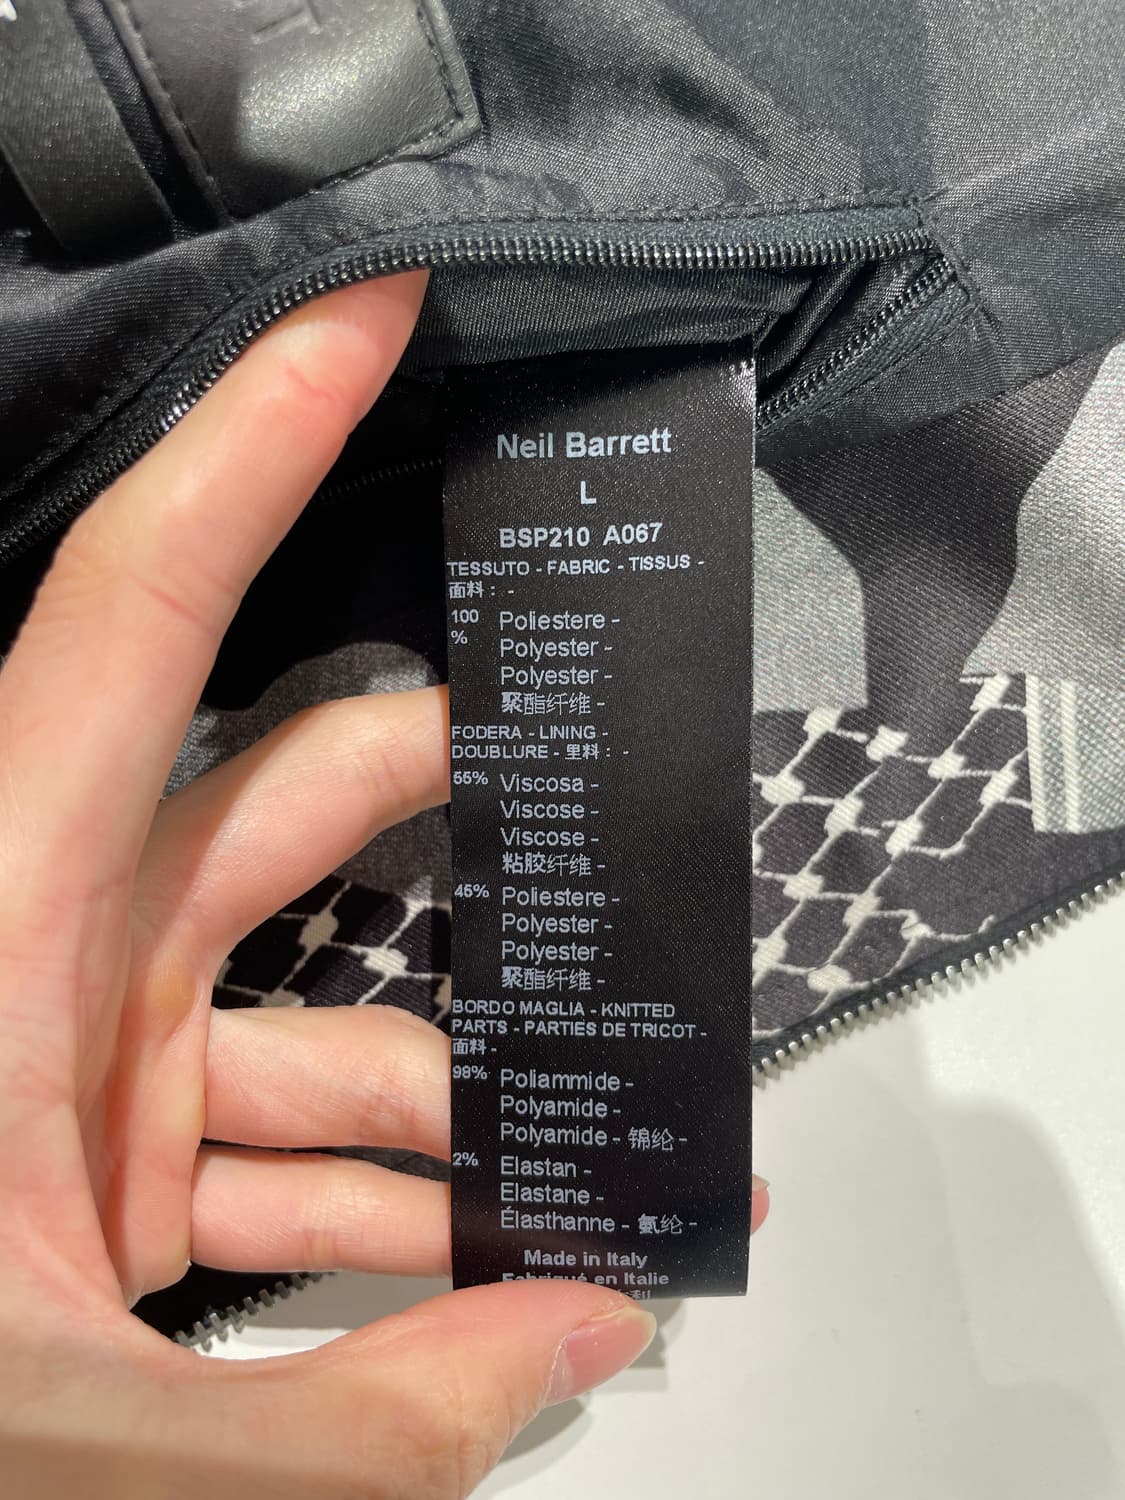 Neil Barrett
L
BSP210 A067
TESSUTO - FABRIC - TISSUS -
面料： -
100
%
Poliestere -
Polyester -
Polyester -
聚酯纤维 -
FODERA - LINING -
DOUBLURE - 里料： -
55% Viscosa -
Viscose -
Viscose -
粘胶纤维 -
45% Poliestere -
Polyester -
Polyester -
聚酯纤维 -
BORDO MAGLIA - KNITTED
PARTS - PARTIES DE TRICOT -
面料 -
98% Poliammide -
Polyamide -
Polyamide - 锦纶 -
2% Elastan -
Elastane -
Élasthanne - 氨纶 -
Made in Italy
Fabriqué en Italie